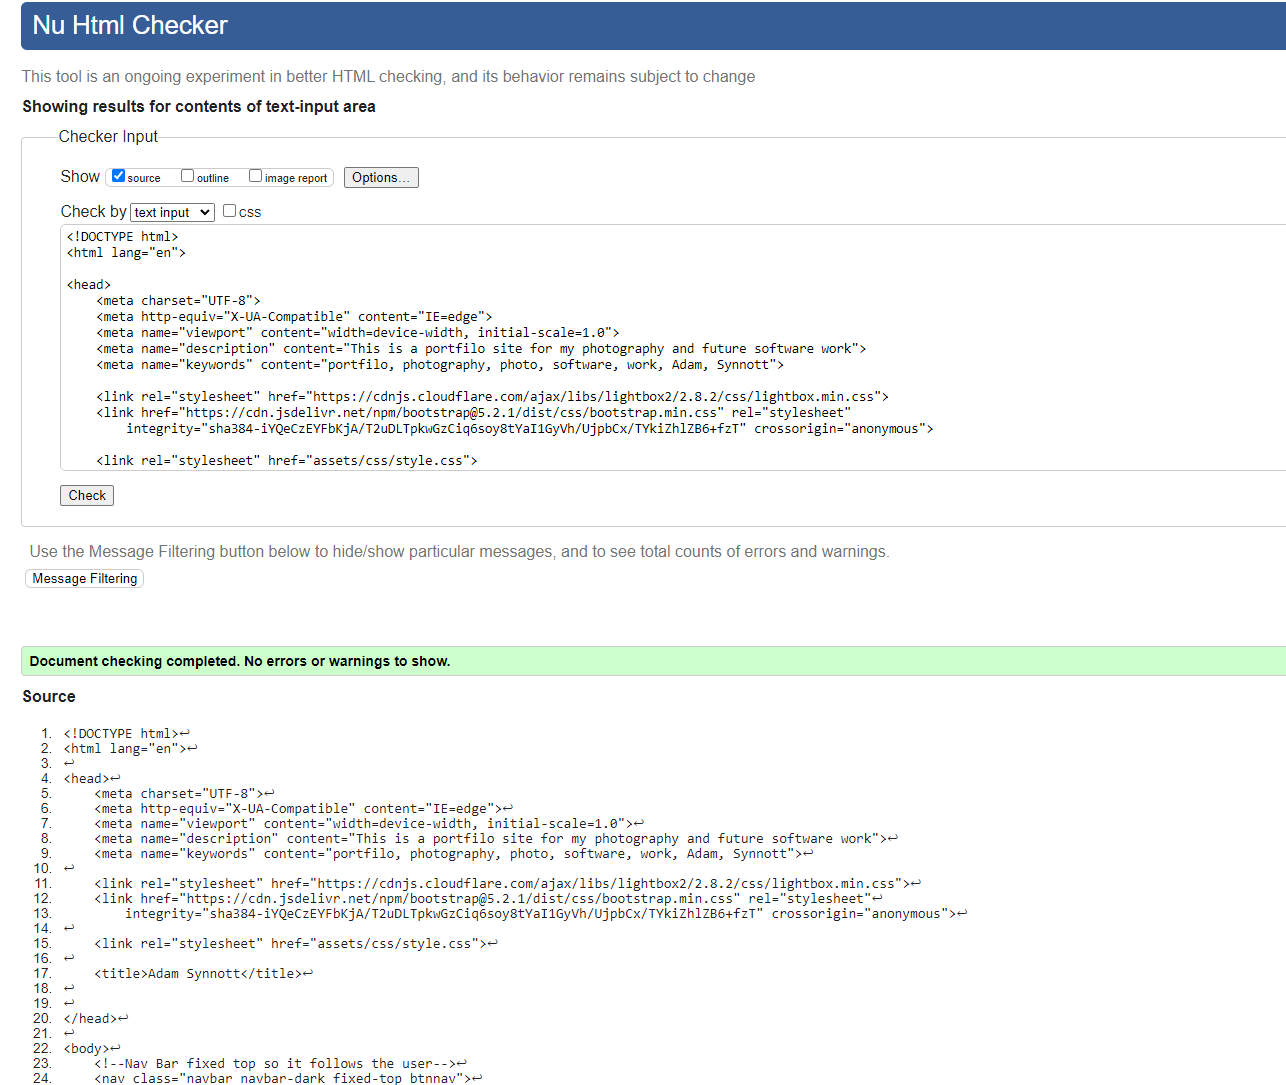 Nu Html Checker
This tool is an ongoing experiment in better HTML checking, and its behavior remains subject to change
Showing results for contents of text-input area
Checker Input
Show source outline image report Options...
Check by text input css
<!DOCTYPE html>
<html lang="en">
<head>
    <meta charset="UTF-8">
    <meta http-equiv="X-UA-Compatible" content="IE=edge">
    <meta name="viewport" content="width=device-width, initial-scale=1.0">
    <meta name="description" content="This is a portfilo site for my photography and future software work">
    <meta name="keywords" content="portfilo, photography, photo, software, work, Adam, Synnott">
    <link rel="stylesheet" href="https://cdnjs.cloudflare.com/ajax/libs/lightbox2/2.8.2/css/lightbox.min.css">
    <link href="https://cdn.jsdelivr.net/npm/bootstrap@5.2.1/dist/css/bootstrap.min.css" rel="stylesheet"
        integrity="sha384-iYQeCzEYFbKjA/T2uDLTpkwGzCiq6soy8tYaI1GyVh/UjpbCx/TYkiZhlZB6+fzT" crossorigin="anonymous">
    <link rel="stylesheet" href="assets/css/style.css">
Check
Use the Message Filtering button below to hide/show particular messages, and to see total counts of errors and warnings.
Message Filtering
Document checking completed. No errors or warnings to show.
Source
1. <!DOCTYPE html>↩
2. <html lang="en">↩
3. ↩
4. <head>↩
5.     <meta charset="UTF-8">↩
6.     <meta http-equiv="X-UA-Compatible" content="IE=edge">↩
7.     <meta name="viewport" content="width=device-width, initial-scale=1.0">↩
8.     <meta name="description" content="This is a portfilo site for my photography and future software work">↩
9.     <meta name="keywords" content="portfilo, photography, photo, software, work, Adam, Synnott">↩
10. ↩
11.     <link rel="stylesheet" href="https://cdnjs.cloudflare.com/ajax/libs/lightbox2/2.8.2/css/lightbox.min.css">↩
12.     <link href="https://cdn.jsdelivr.net/npm/bootstrap@5.2.1/dist/css/bootstrap.min.css" rel="stylesheet"↩
13.         integrity="sha384-iYQeCzEYFbKjA/T2uDLTpkwGzCiq6soy8tYaI1GyVh/UjpbCx/TYkiZhlZB6+fzT" crossorigin="anonymous">↩
14. ↩
15.     <link rel="stylesheet" href="assets/css/style.css">↩
16. ↩
17.     <title>Adam Synnott</title>↩
18. ↩
19. ↩
20. </head>↩
21. ↩
22. <body>↩
23.     <!--Nav Bar fixed top so it follows the user-->↩
24.     <nav class="navbar navbar-dark fixed-top btnnav">↩